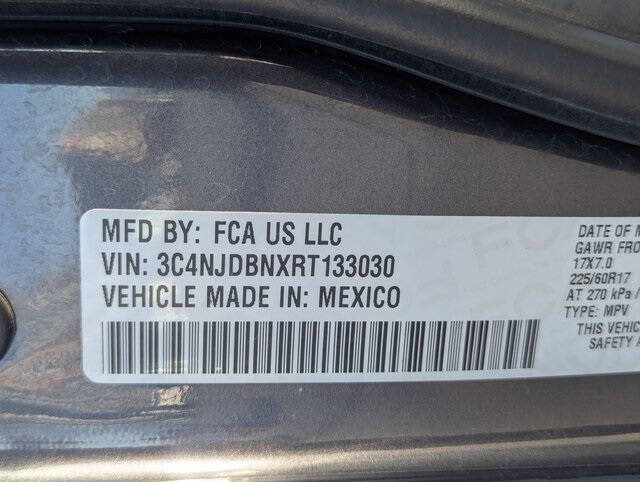 MFD BY: FCA US LLC
VIN: 3C4NJDBNXRT133030
VEHICLE MADE IN: MEXICO
DATE OF M
GAWR FRO
17X7.0
225/60R17
AT 270 kPa /
TYPE: MPV
THIS VEHIC
SAFETY A